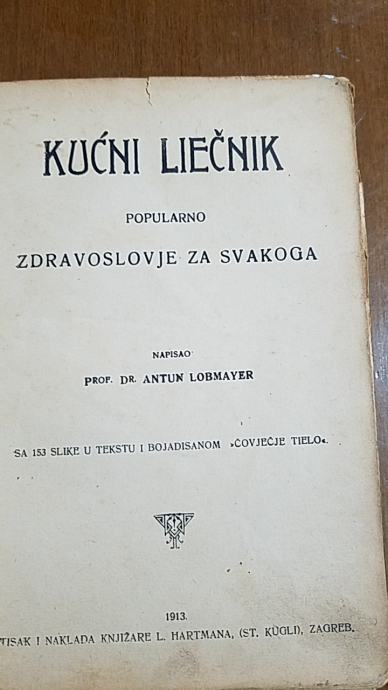 KUĆNI LIEČNIK
POPULARNO
ZDRAVOSLOVJE ZA SVAKOGA
NAPISAO
PROF. DR. ANTUN LOBMAYER
SA 153 SLIKE U TEKSTU I BOJADISANOM »ČOVJEČJE TIELO«.
1913.
TISAK I NAKLADA KNJIŽARE L. HARTMANA, (ST. KUGLI), ZAGREB.